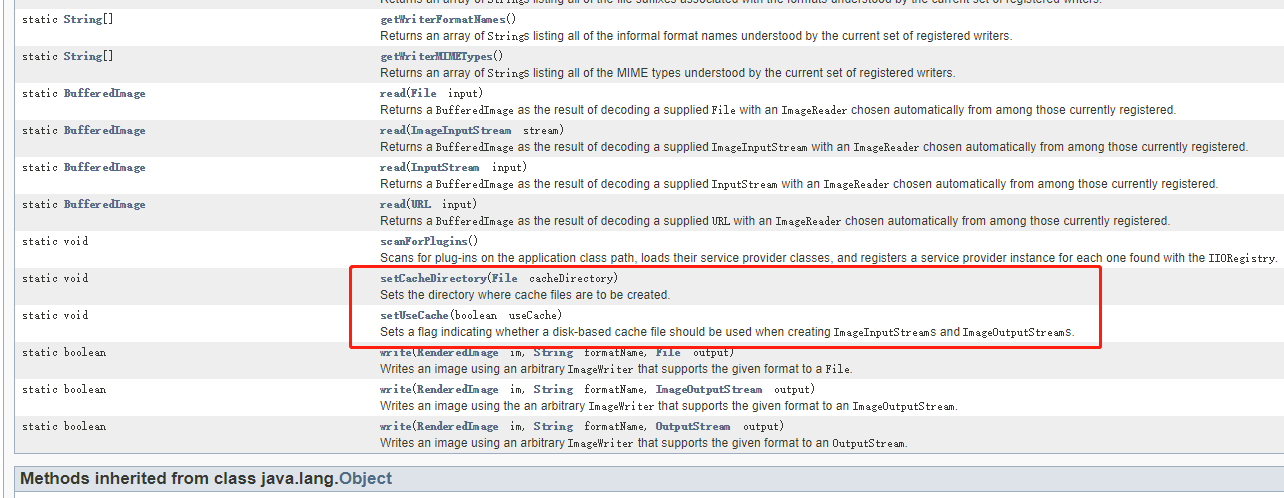 Returns an array of Strings listing all of the file suffixes associated with the formats understood by the current set of registered writers.
static String[] getWriterFormatNames()
Returns an array of Strings listing all of the informal format names understood by the current set of registered writers.
static String[] getWriterMIMETypes()
Returns an array of Strings listing all of the MIME types understood by the current set of registered writers.
static BufferedImage read(File input)
Returns a BufferedImage as the result of decoding a supplied File with an ImageReader chosen automatically from among those currently registered.
static BufferedImage read(ImageInputStream stream)
Returns a BufferedImage as the result of decoding a supplied ImageInputStream with an ImageReader chosen automatically from among those currently registered.
static BufferedImage read(InputStream input)
Returns a BufferedImage as the result of decoding a supplied InputStream with an ImageReader chosen automatically from among those currently registered.
static BufferedImage read(URL input)
Returns a BufferedImage as the result of decoding a supplied URL with an ImageReader chosen automatically from among those currently registered.
static void scanForPlugins()
Scans for plug-ins on the application class path, loads their service provider classes, and registers a service provider instance for each one found with the IIORegistry.
static void setCacheDirectory(File cacheDirectory)
Sets the directory where cache files are to be created.
static void setUseCache(boolean useCache)
Sets a flag indicating whether a disk-based cache file should be used when creating ImageInputStreams and ImageOutputStreams.
static boolean write(RenderedImage im, String formatName, File output)
Writes an image using an arbitrary ImageWriter that supports the given format to a File.
static boolean write(RenderedImage im, String formatName, ImageOutputStream output)
Writes an image using the an arbitrary ImageWriter that supports the given format to an ImageOutputStream.
static boolean write(RenderedImage im, String formatName, OutputStream output)
Writes an image using an arbitrary ImageWriter that supports the given format to an OutputStream.
Methods inherited from class java.lang.Object